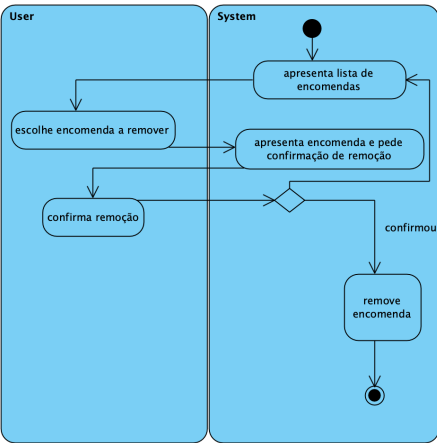 User
System
apresenta lista de
encomendas
escolhe encomenda a remover
apresenta encomenda e pede
confirmação de remoção
confirma remoção
confirmou
remove
encomenda